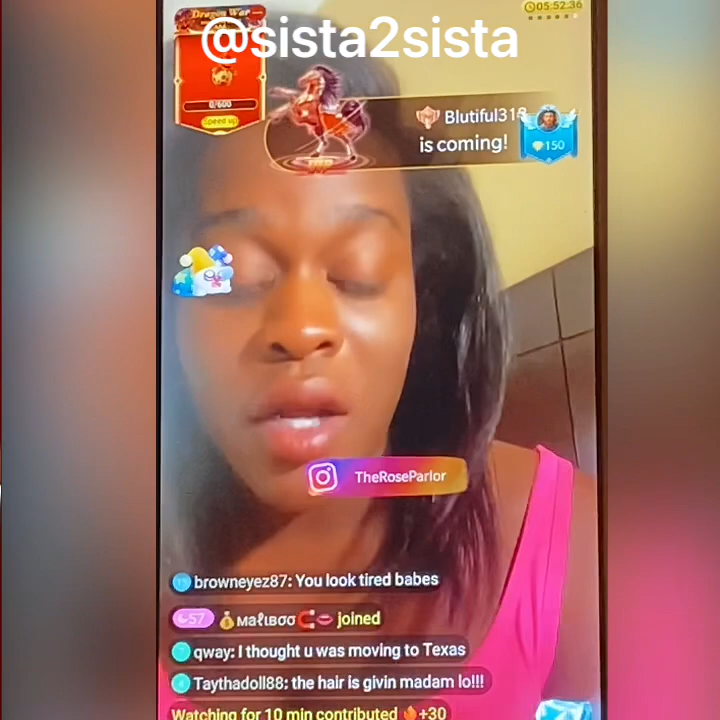 Dragon War
05:52:36
@sista2sista
0/600
Speed up
Blutiful318
is coming!
150
VIP
TheRoseParlor
browneyez87: You look tired babes
57 мaℓιвσσ joined
qway: I thought u was moving to Texas
Taythadoll88: the hair is givin madam lo!!!
Watching for 10 min contributed +30